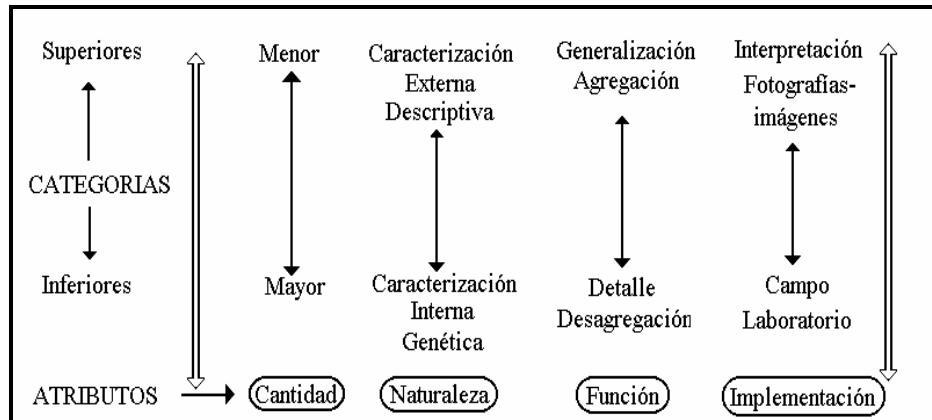 Superiores
CATEGORIAS
Inferiores
ATRIBUTOS
Menor
Mayor
Cantidad
Caracterización
Externa
Descriptiva
Caracterización
Interna
Genética
Naturaleza
Generalización
Agregación
Detalle
Desagregación
Función
Interpretación
Fotografías-
imágenes
Campo
Laboratorio
Implementación